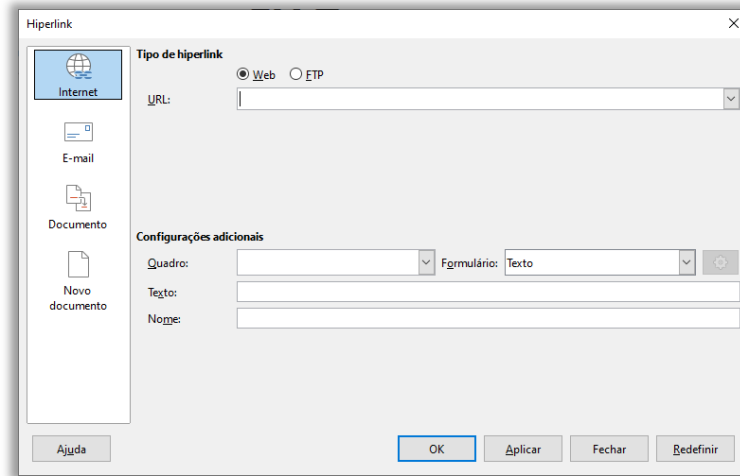 Hiperlink
Internet
E-mail
Documento
Novo
documento
Tipo de hiperlink
Web FTP
URL:
Configurações adicionais
Quadro: Formulário: Texto
Texto:
Nome:
Ajuda OK Aplicar Fechar Redefinir